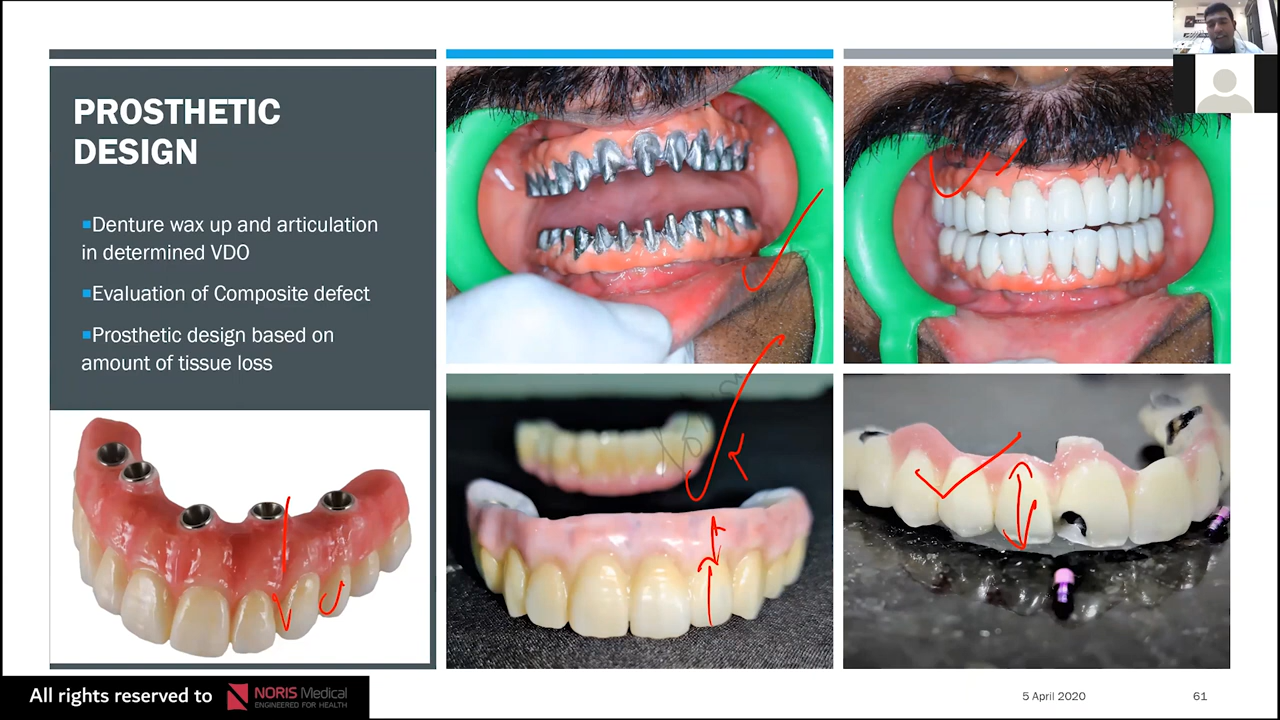 PROSTHETIC
DESIGN
▪Denture wax up and articulation
in determined VDO
▪Evaluation of Composite defect
▪Prosthetic design based on
amount of tissue loss
All rights reserved to
NORIS Medical
ENGINEERED FOR HEALTH
5 April 2020
61